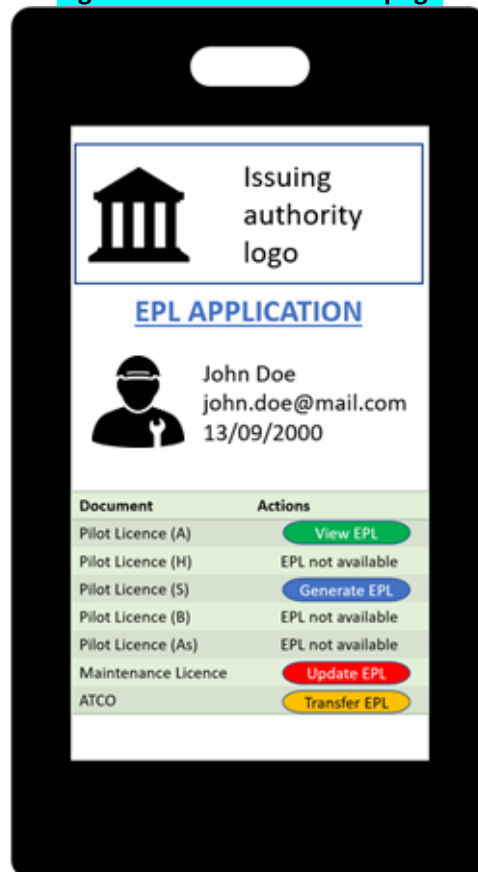 Issuing
authority
logo
EPL APPLICATION
John Doe
john.doe@mail.com
13/09/2000
Document Actions
Pilot Licence (A) View EPL
Pilot Licence (H) EPL not available
Pilot Licence (S) Generate EPL
Pilot Licence (B) EPL not available
Pilot Licence (As) EPL not available
Maintenance Licence Update EPL
ATCO Transfer EPL